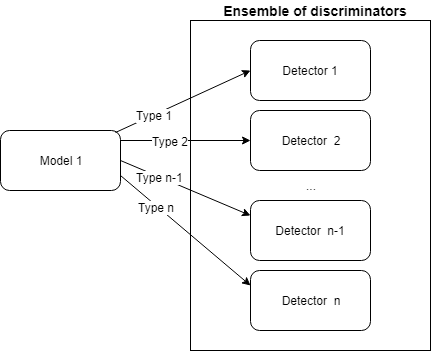 Ensemble of discriminators
Detector 1
Type 1
Detector 2
Type 2
Model 1
Type n-1
...
Type n
Detector n-1
Detector n